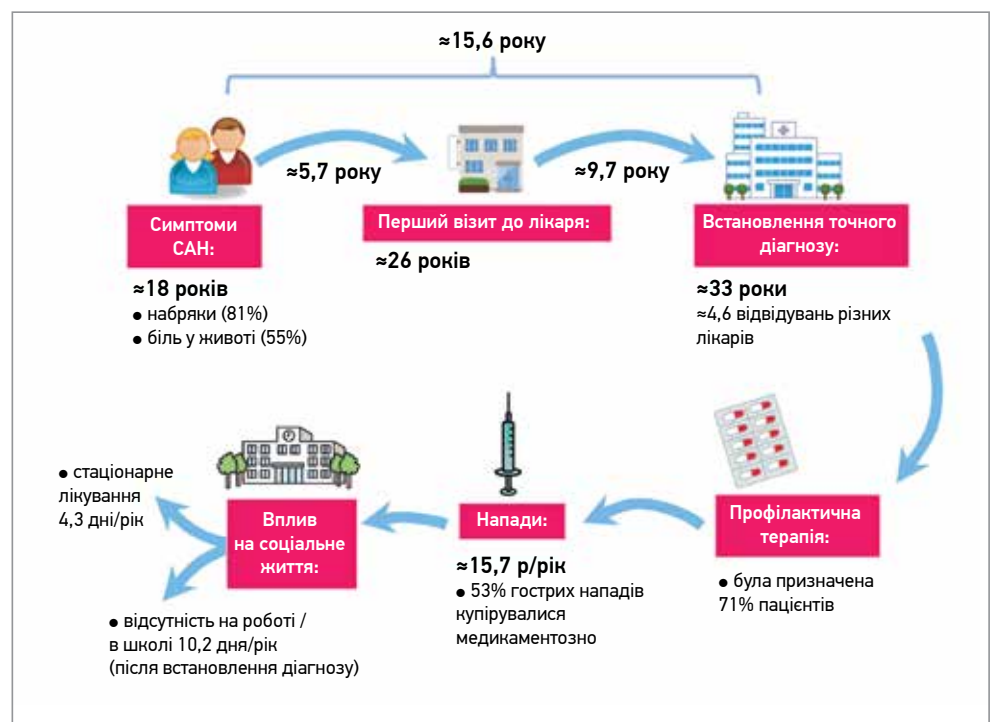 ≈15,6 року
≈5,7 року
≈9,7 року
Симптоми
САН:
≈18 років
● набряки (81%)
● біль у животі (55%)
Перший візит до лікаря:
≈26 років
Встановлення точного
діагнозу:
≈33 роки
≈4,6 відвідувань різних
лікарів
Профілактична
терапія:
● була призначена
71% пацієнтів
Напади:
≈15,7 р/рік
● 53% гострих нападів
купірувалися
медикаментозно
Вплив
на соціальне
життя:
● стаціонарне
лікування
4,3 дні/рік
● відсутність на роботі /
в школі 10,2 дня/рік
(після встановлення діагнозу)